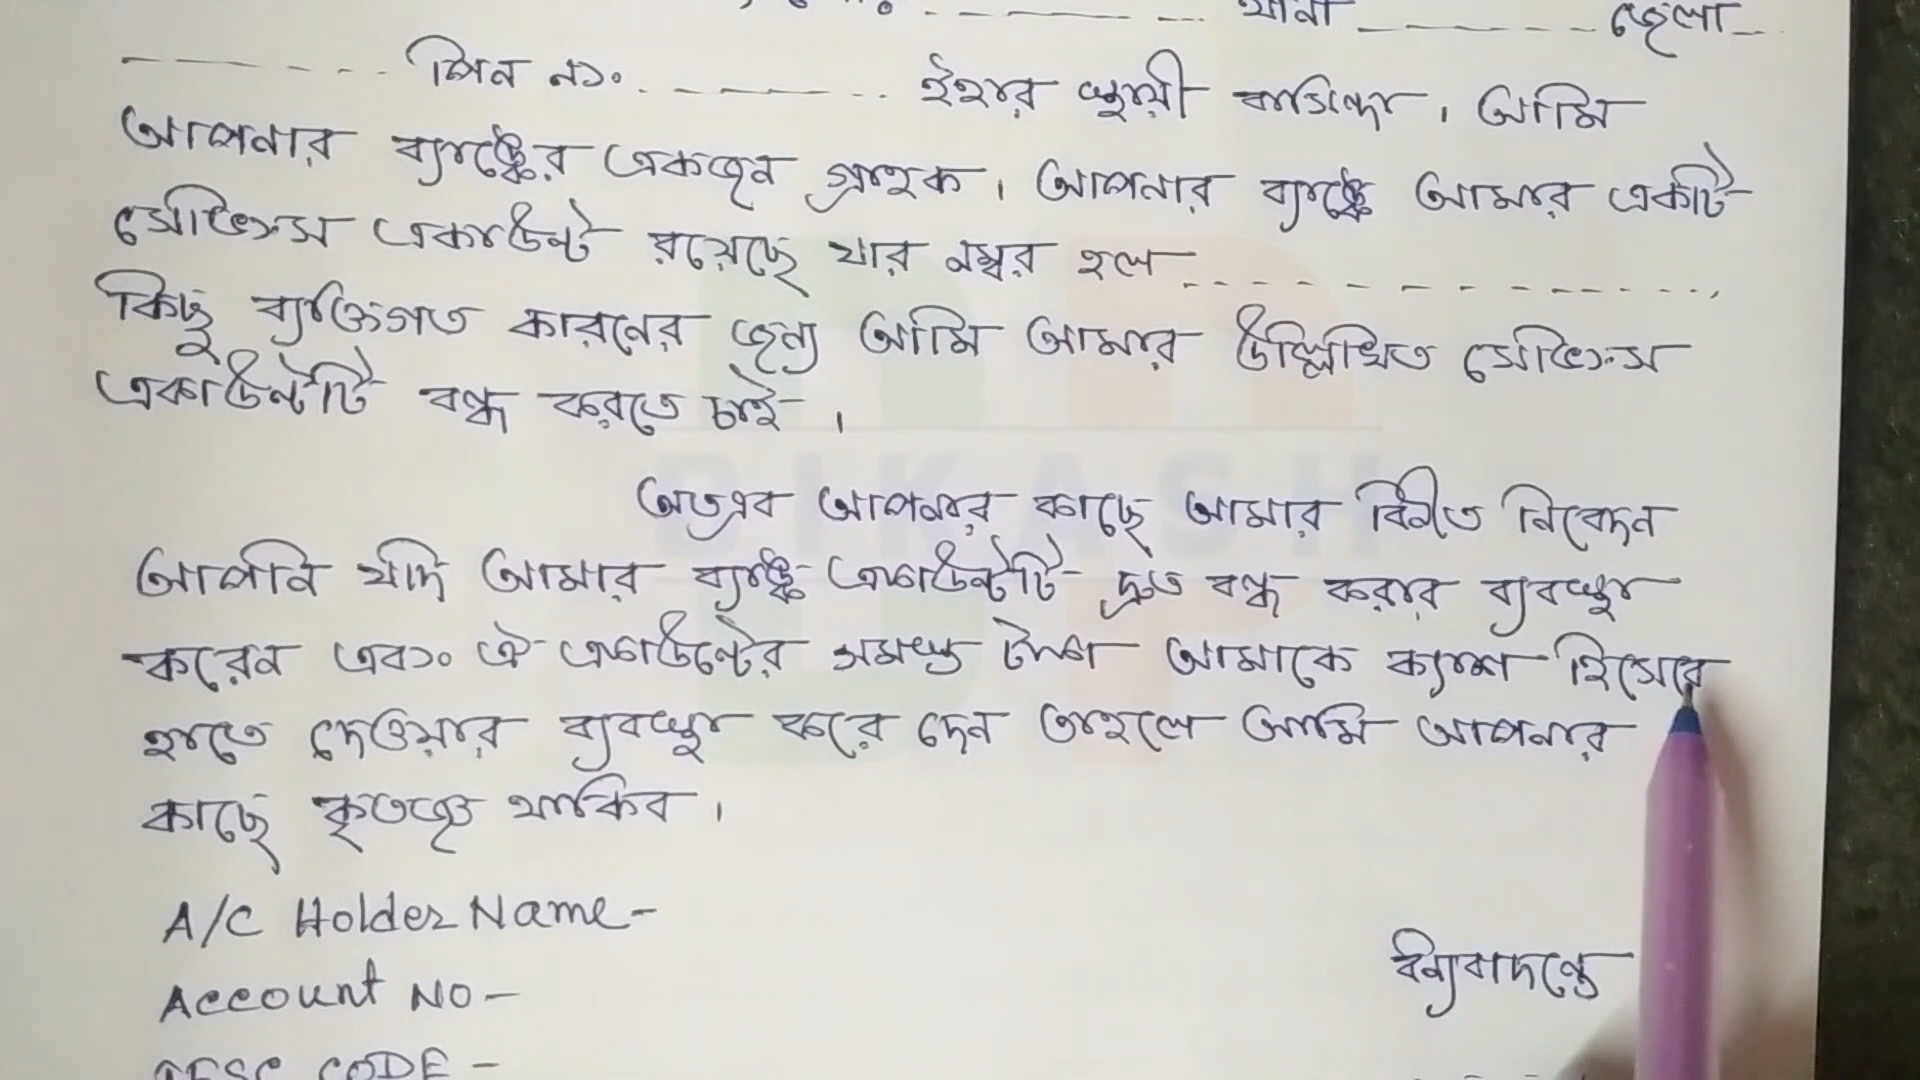 থানা ............ জেলা ...
............ পিন নং ............ ইহার স্থায়ী বাসিন্দা। আমি
আপনার ব্যাঙ্কের একজন গ্রাহক। আপনার ব্যাঙ্কে আমার একটি
সেভিংস একাউন্ট রয়েছে যার নম্বর হল ....................,
কিছু ব্যক্তিগত কারনের জন্য আমি আমার উল্লিখিত সেভিংস
একাউন্টটি বন্ধ করতে চাই।
BIKASH
অতএব আপনার কাছে আমার বিনীত নিবেদন
আপনি যদি আমার ব্যাঙ্ক একাউন্টটি দ্রুত বন্ধ করার ব্যবস্থা
করেন এবং ঐ একাউন্টের সমস্ত টাকা আমাকে ক্যাশ হিসেবে
হাতে দেওয়ার ব্যবস্থা করে দেন তাহলে আমি আপনার
কাছে কৃতজ্ঞ থাকিব।
A/C Holder Name -
Account No -
ধন্যবাদান্তে
IFSC CODE -